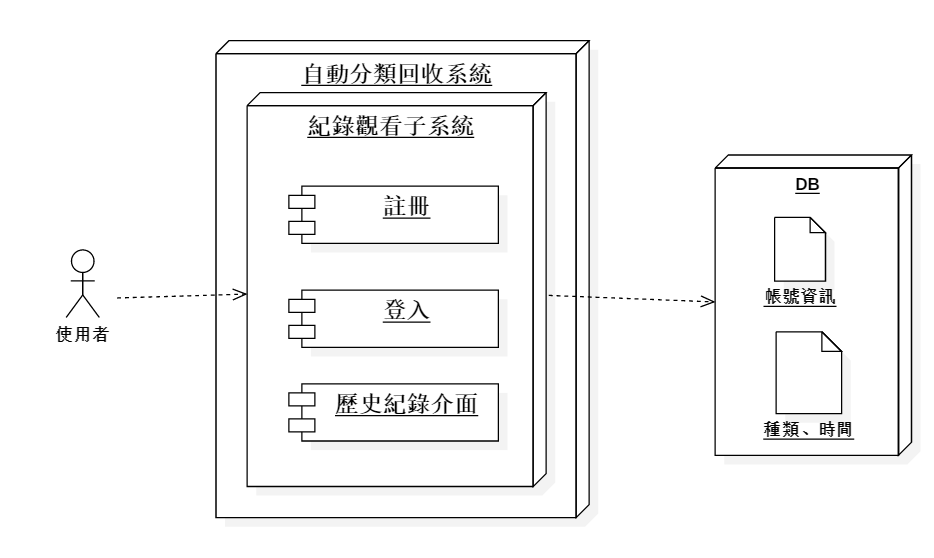 自動分類回收系統
紀錄觀看子系統
註冊
登入
歷史紀錄介面
使用者
DB
帳號資訊
種類、時間